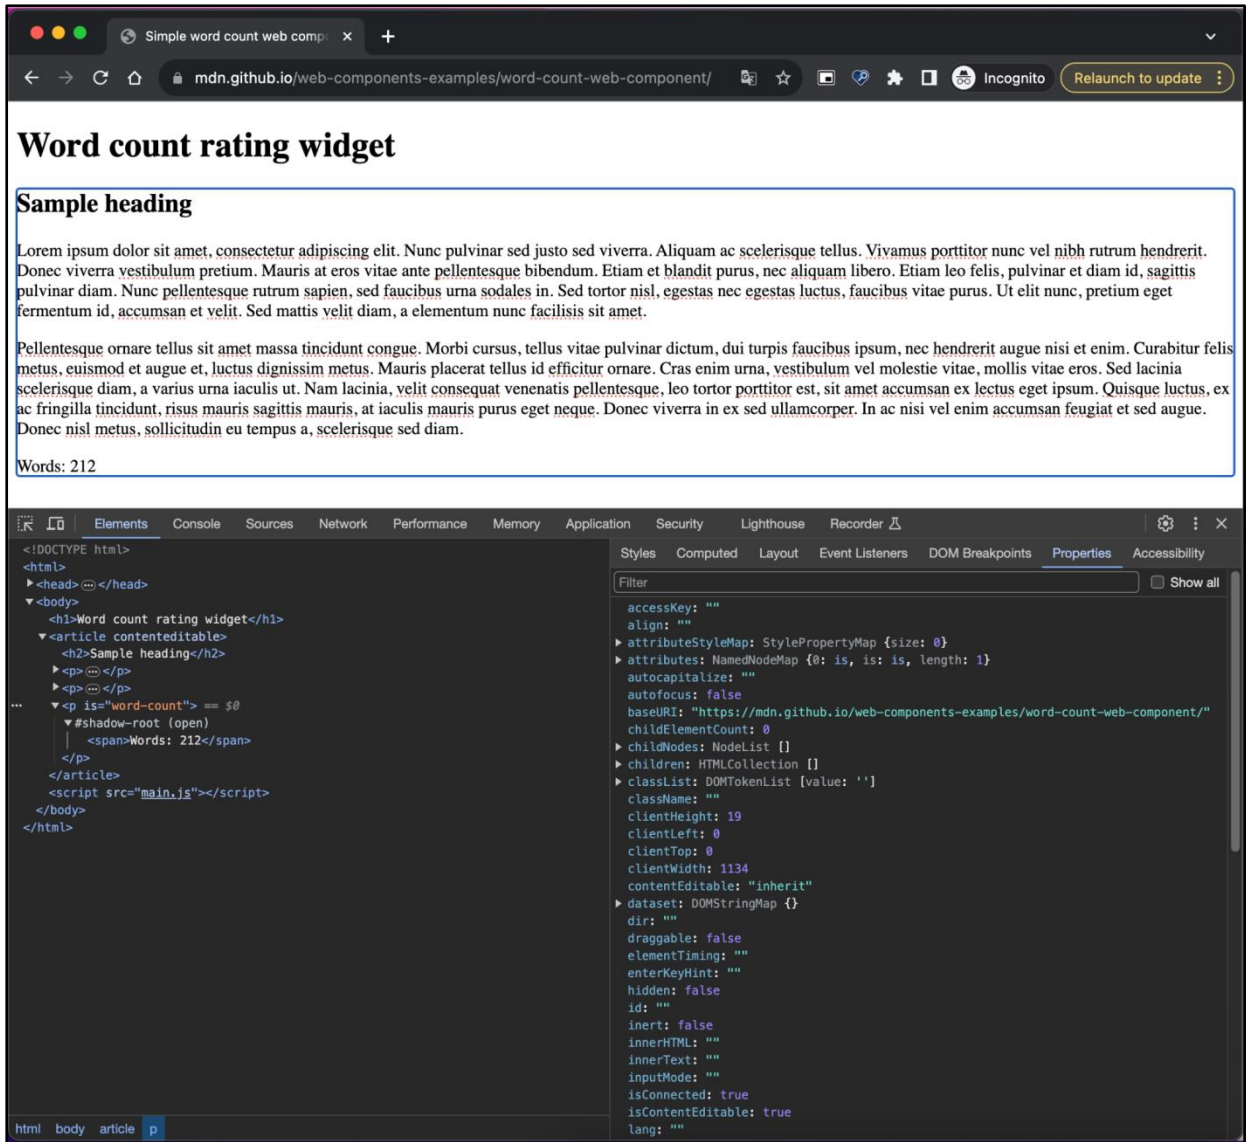 Simple word count web comp
mdn.github.io/web-components-examples/word-count-web-component/
Incognito
Relaunch to update
Word count rating widget
Sample heading
Lorem ipsum dolor sit amet, consectetur adipiscing elit. Nunc pulvinar sed justo sed viverra. Aliquam ac scelerisque tellus. Vivamus porttitor nunc vel nibh rutrum hendrerit.
Donec viverra vestibulum pretium. Mauris at eros vitae ante pellentesque bibendum. Etiam et blandit purus, nec aliquam libero. Etiam leo felis, pulvinar et diam id, sagittis
pulvinar diam. Nunc pellentesque rutrum sapien, sed faucibus urna sodales in. Sed tortor nisl, egestas nec egestas luctus, faucibus vitae purus. Ut elit nunc, pretium eget
fermentum id, accumsan et velit. Sed mattis velit diam, a elementum nunc facilisis sit amet.
Pellentesque ornare tellus sit amet massa tincidunt congue. Morbi cursus, tellus vitae pulvinar dictum, dui turpis faucibus ipsum, nec hendrerit augue nisi et enim. Curabitur felis
metus, euismod et augue et, luctus dignissim metus. Mauris placerat tellus id efficitur ornare. Cras enim urna, vestibulum vel molestie vitae, mollis vitae eros. Sed lacinia
scelerisque diam, a varius urna iaculis ut. Nam lacinia, velit consequat venenatis pellentesque, leo tortor porttitor est, sit amet accumsan ex lectus eget ipsum. Quisque luctus, ex
ac fringilla tincidunt, risus mauris sagittis mauris, at iaculis mauris purus eget neque. Donec viverra in ex sed ullamcorper. In ac nisi vel enim accumsan feugiat et sed augue.
Donec nisl metus, sollicitudin eu tempus a, scelerisque sed diam.
Words: 212
Elements Console Sources Network Performance Memory Application Security Lighthouse Recorder
<!DOCTYPE html>
<html>
<head>…</head>
<body>
<h1>Word count rating widget</h1>
<article contenteditable>
<h2>Sample heading</h2>
<p>…</p>
<p>…</p>
<p is="word-count"> == $0
#shadow-root (open)
<span>Words: 212</span>
</p>
</article>
<script src="main.js"></script>
</body>
</html>
html body article p
Styles Computed Layout Event Listeners DOM Breakpoints Properties Accessibility
Filter Show all
accessKey: ""
align: ""
attributeStyleMap: StylePropertyMap {size: 0}
attributes: NamedNodeMap {0: is, is: is, length: 1}
autocapitalize: ""
autofocus: false
baseURI: "https://mdn.github.io/web-components-examples/word-count-web-component/"
childElementCount: 0
childNodes: NodeList []
children: HTMLCollection []
classList: DOMTokenList [value: '']
className: ""
clientHeight: 19
clientLeft: 0
clientTop: 0
clientWidth: 1134
contentEditable: "inherit"
dataset: DOMStringMap {}
dir: ""
draggable: false
elementTiming: ""
enterKeyHint: ""
hidden: false
id: ""
inert: false
innerHTML: ""
innerText: ""
inputMode: ""
isConnected: true
isContentEditable: true
lang: ""